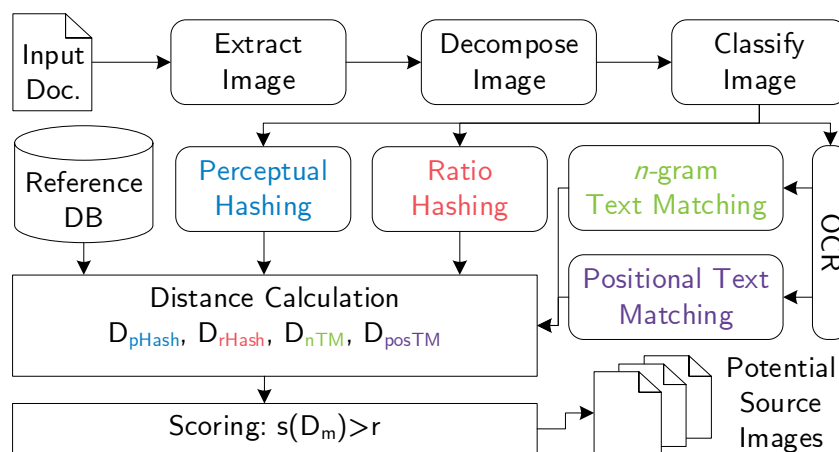 Input
Doc.
Extract
Image
Decompose
Image
Classify
Image
Reference
DB
Perceptual
Hashing
Ratio
Hashing
n-gram
Text Matching
OCR
Positional Text
Matching
Distance Calculation
DpHash, DrHash, DnTM, DposTM
Scoring: s(Dm)>r
Potential
Source
Images